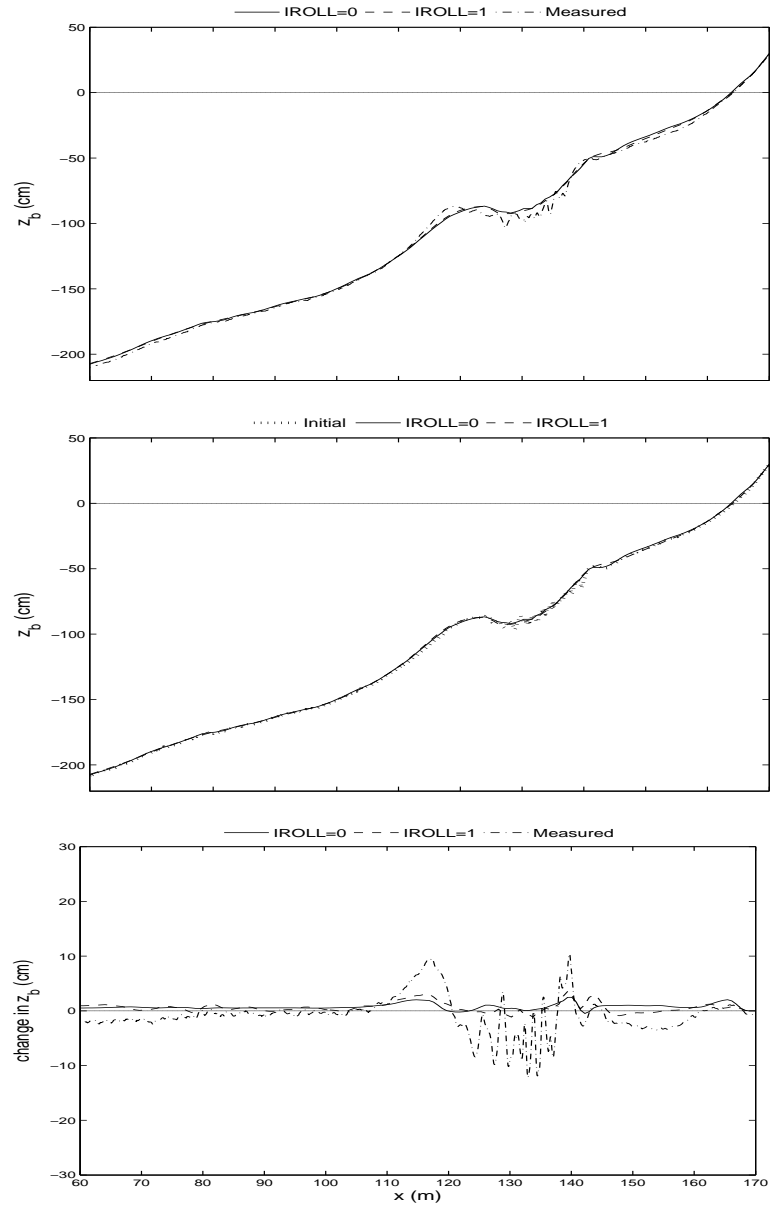 IROLL=0 IROLL=1 Measured
50
0
−50
−100
−150
−200
z_b (cm)
Initial IROLL=0 IROLL=1
50
0
−50
−100
−150
−200
z_b (cm)
IROLL=0 IROLL=1 Measured
30
20
10
0
−10
−20
−30
change in z_b (cm)
60 70 80 90 100 110 120 130 140 150 160 170
x (m)